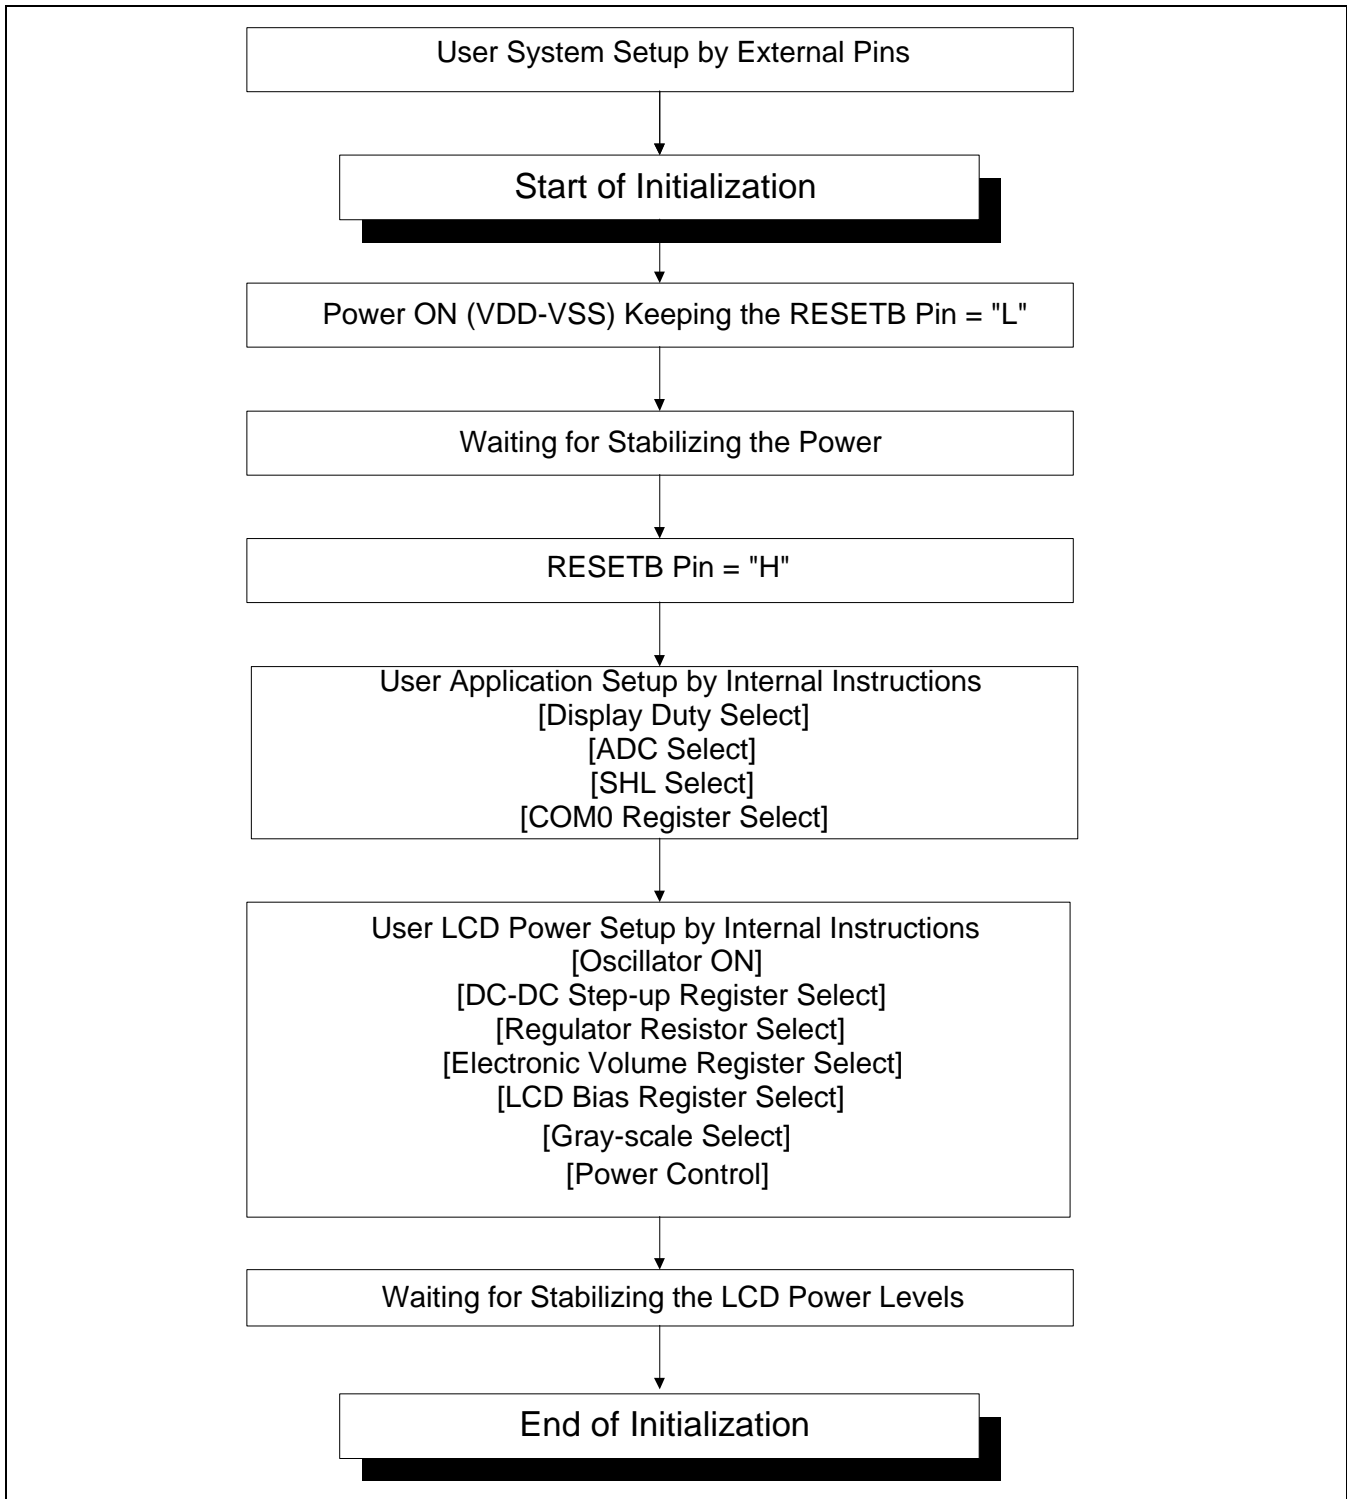 User System Setup by External Pins
Start of Initialization
Power ON (VDD-VSS) Keeping the RESETB Pin = "L"
Waiting for Stabilizing the Power
RESETB Pin = "H"
User Application Setup by Internal Instructions
[Display Duty Select]
[ADC Select]
[SHL Select]
[COM0 Register Select]
User LCD Power Setup by Internal Instructions
[Oscillator ON]
[DC-DC Step-up Register Select]
[Regulator Resistor Select]
[Electronic Volume Register Select]
[LCD Bias Register Select]
[Gray-scale Select]
[Power Control]
Waiting for Stabilizing the LCD Power Levels
End of Initialization